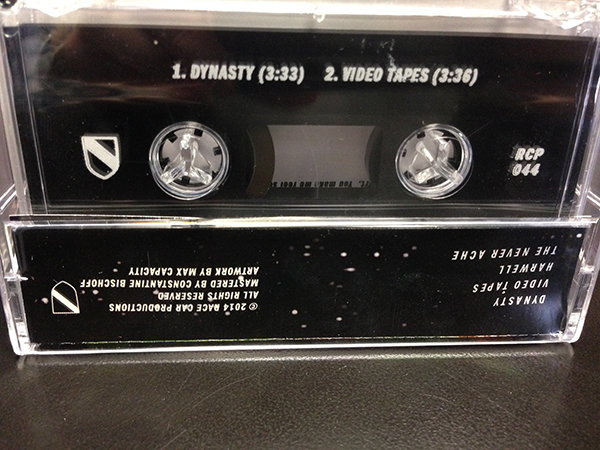 1. DYNASTY (3:33) 2. VIDEO TAPES (3:36)
RCP
044
DYNASTY
VIDEO TAPES
HARWELL
THE NEVER ACHE
© 2014 RACE CAR PRODUCTIONS
ALL RIGHTS RESERVED
MASTERED BY CONSTANTINE BISCHOFF
ARTWORK BY MAX CAPACITY